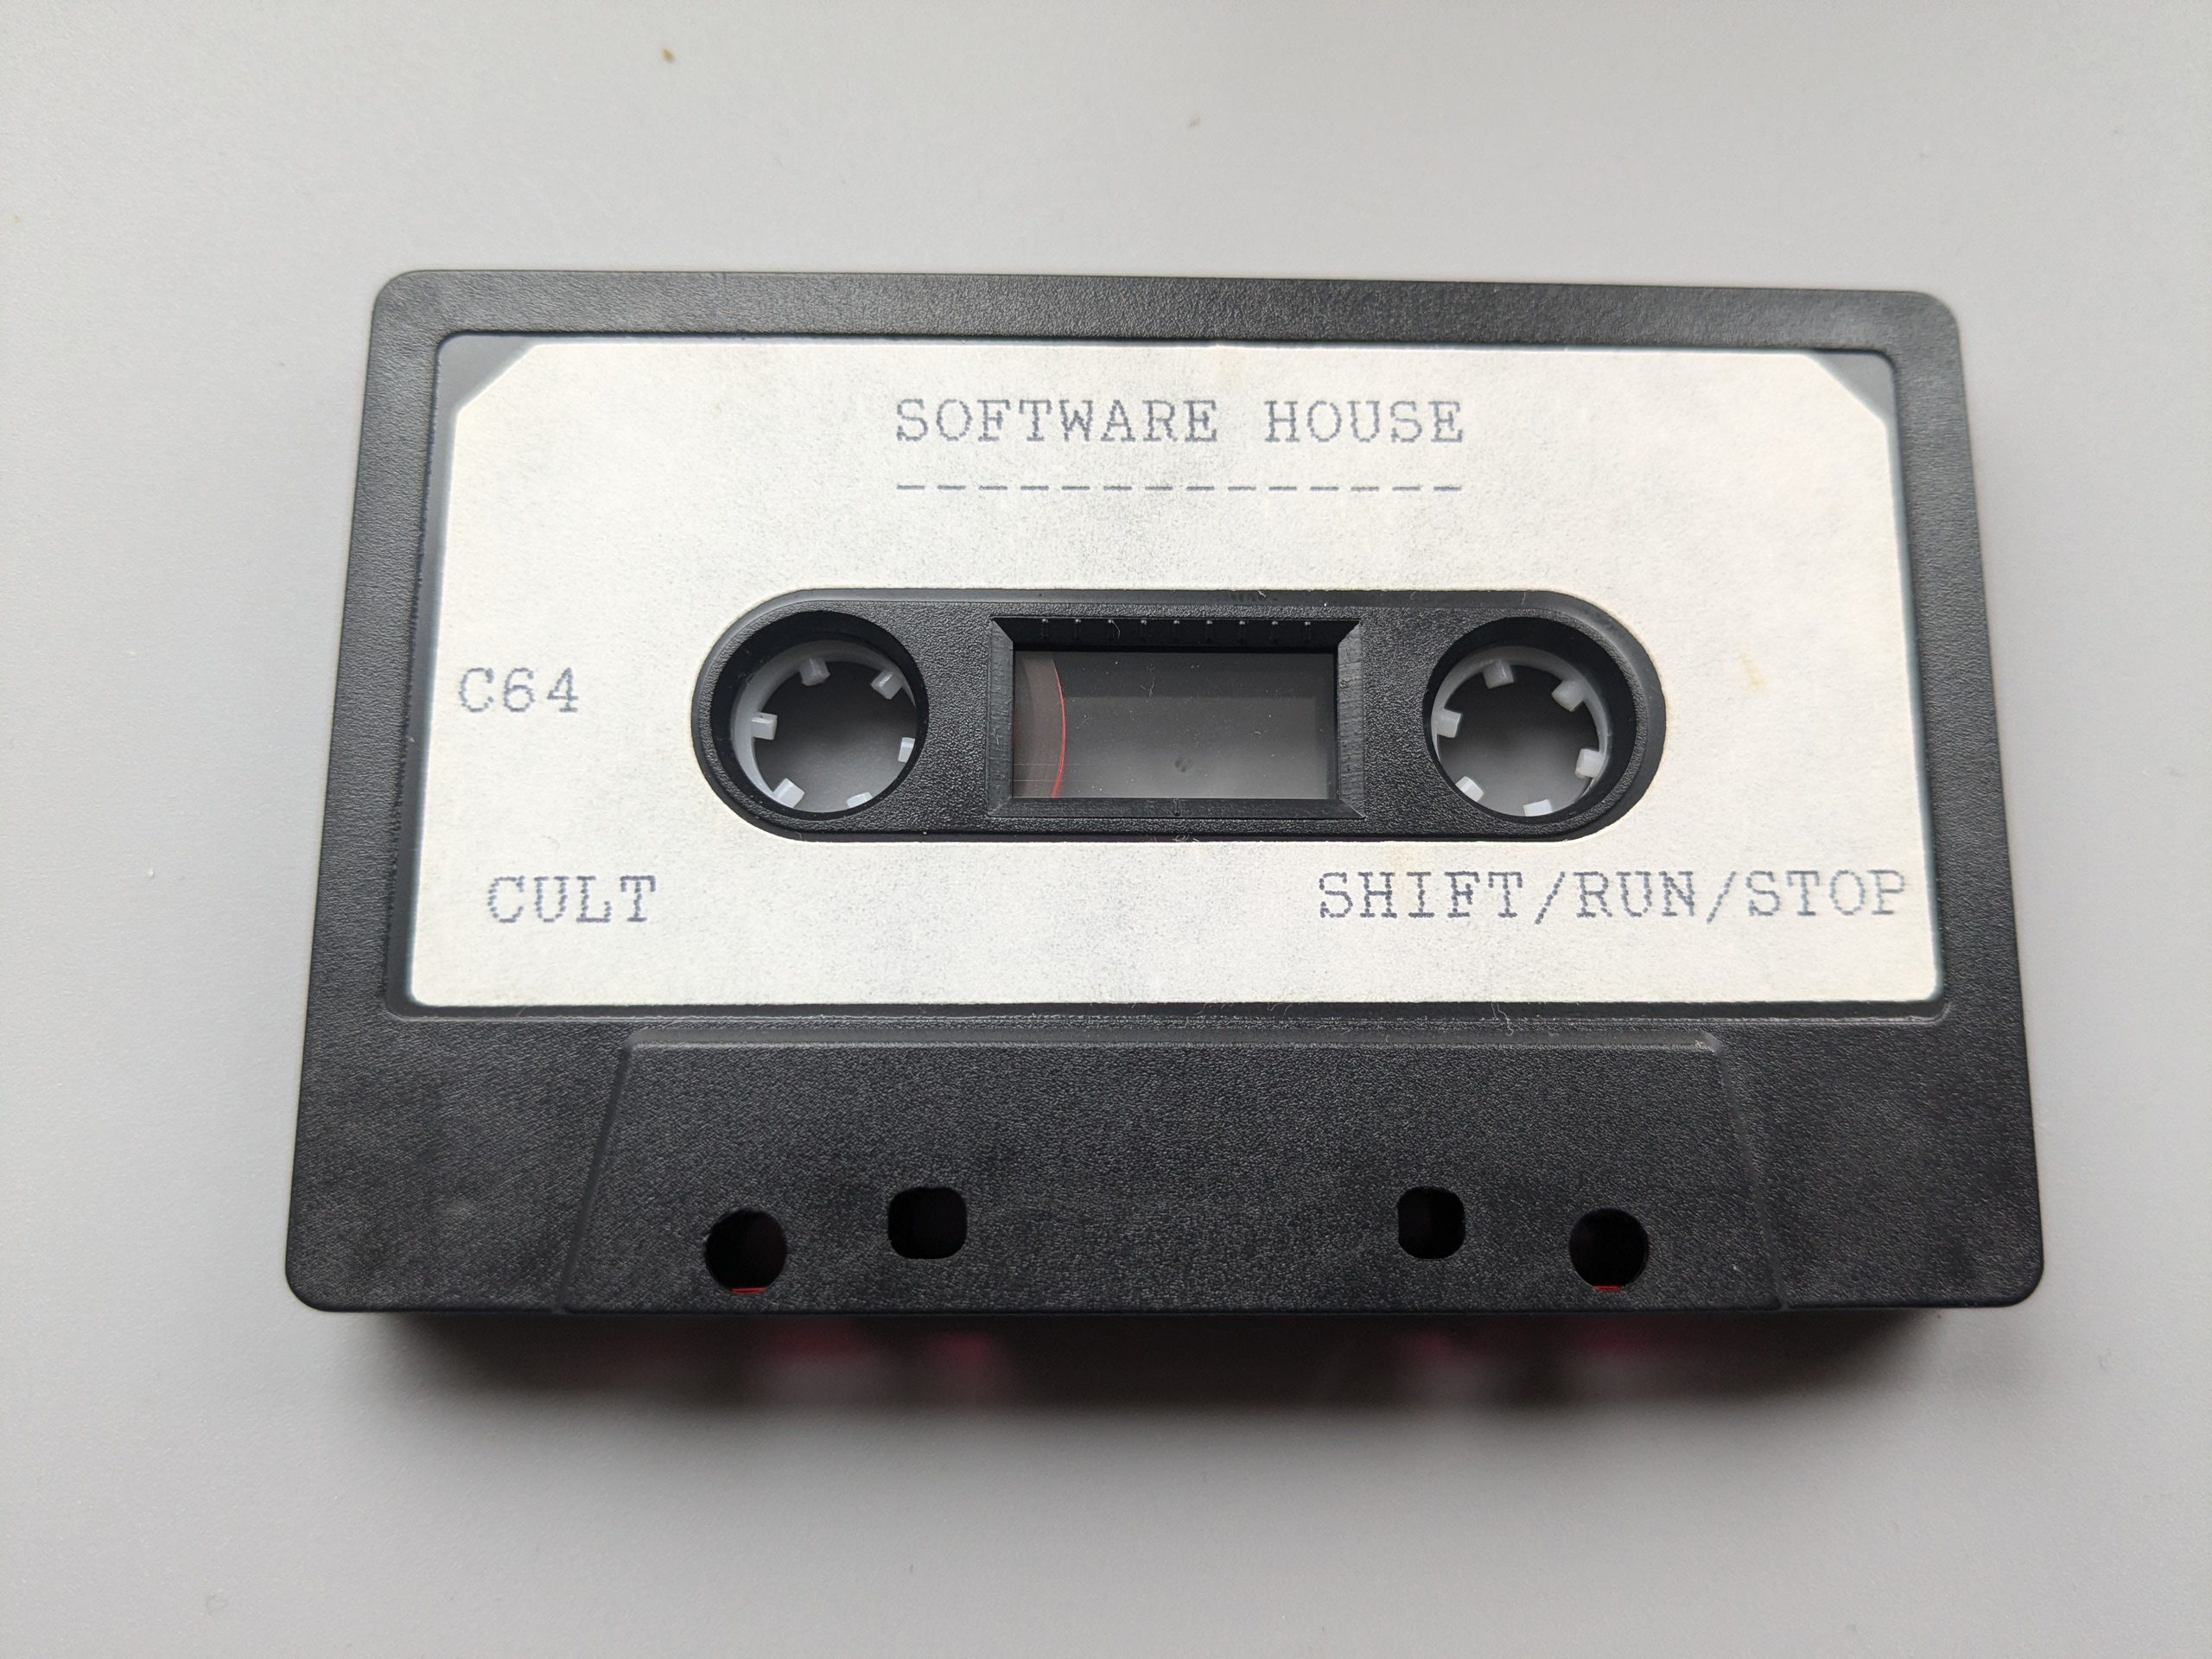 SOFTWARE HOUSE
--------------
C64
CULT
SHIFT/RUN/STOP